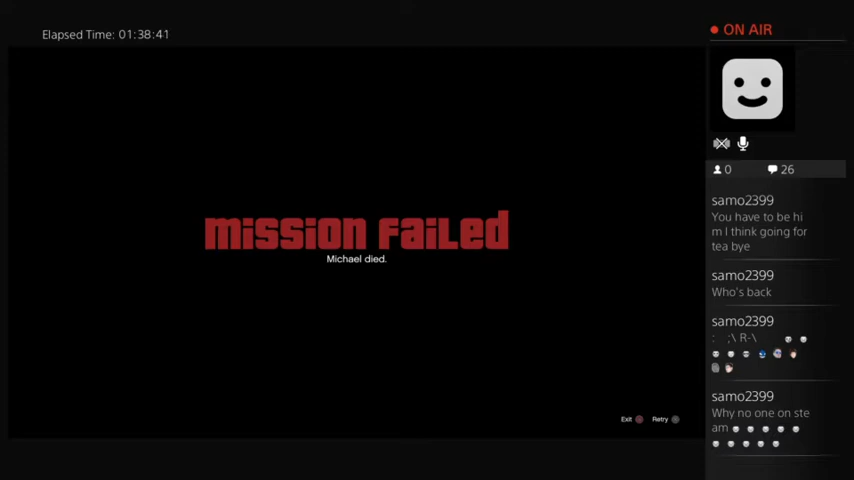 Elapsed Time: 01:38:41
ON AIR
0 26
mission failed
Michael died.
Exit Retry
samo2399
You have to be hi
m I think going for
tea bye
samo2399
Who's back
samo2399
: ;\ R-\
samo2399
Why no one on ste
am